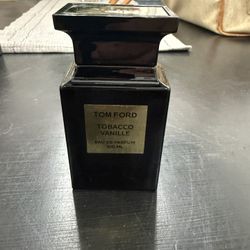 TOM FORD
TOBACCO
VANILLE
EAU DE PARFUM
100 ML